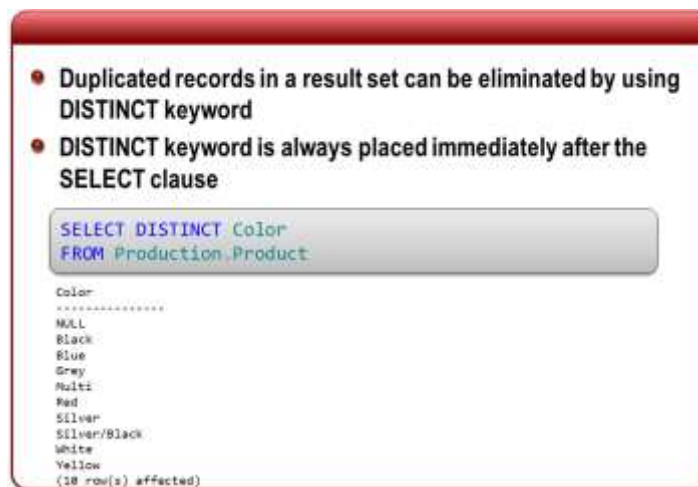 Duplicated records in a result set can be eliminated by using
DISTINCT keyword
DISTINCT keyword is always placed immediately after the
SELECT clause
SELECT DISTINCT Color
FROM Production.Product
Color
---------------
NULL
Black
Blue
Grey
Multi
Red
Silver
Silver/Black
White
Yellow
(10 row(s) affected)